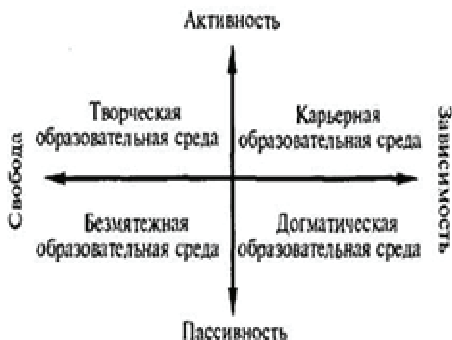 Активность
Творческая
образовательная среда
Карьерная
образовательная среда
Свобода
Зависимость
Безмятежная
образовательная среда
Догматическая
образовательная среда
Пассивность